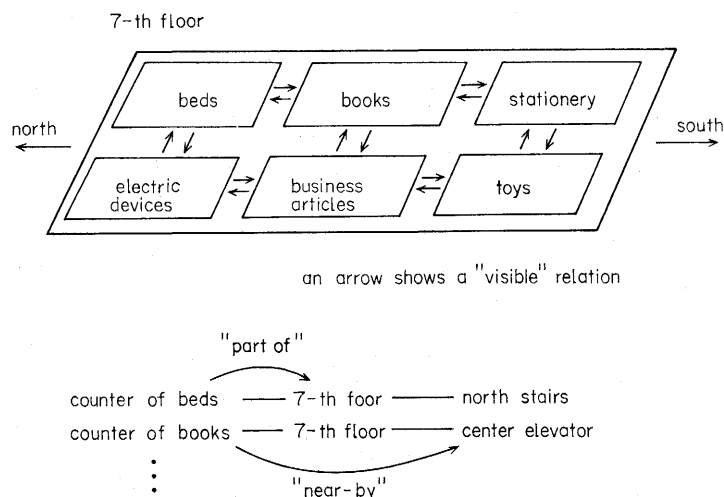 7-th floor
beds
books
stationery
north
south
electric
devices
business
articles
toys
an arrow shows a "visible" relation
"part of"
counter of beds — 7-th foor — north stairs
counter of books — 7-th floor — center elevator
"near-by"